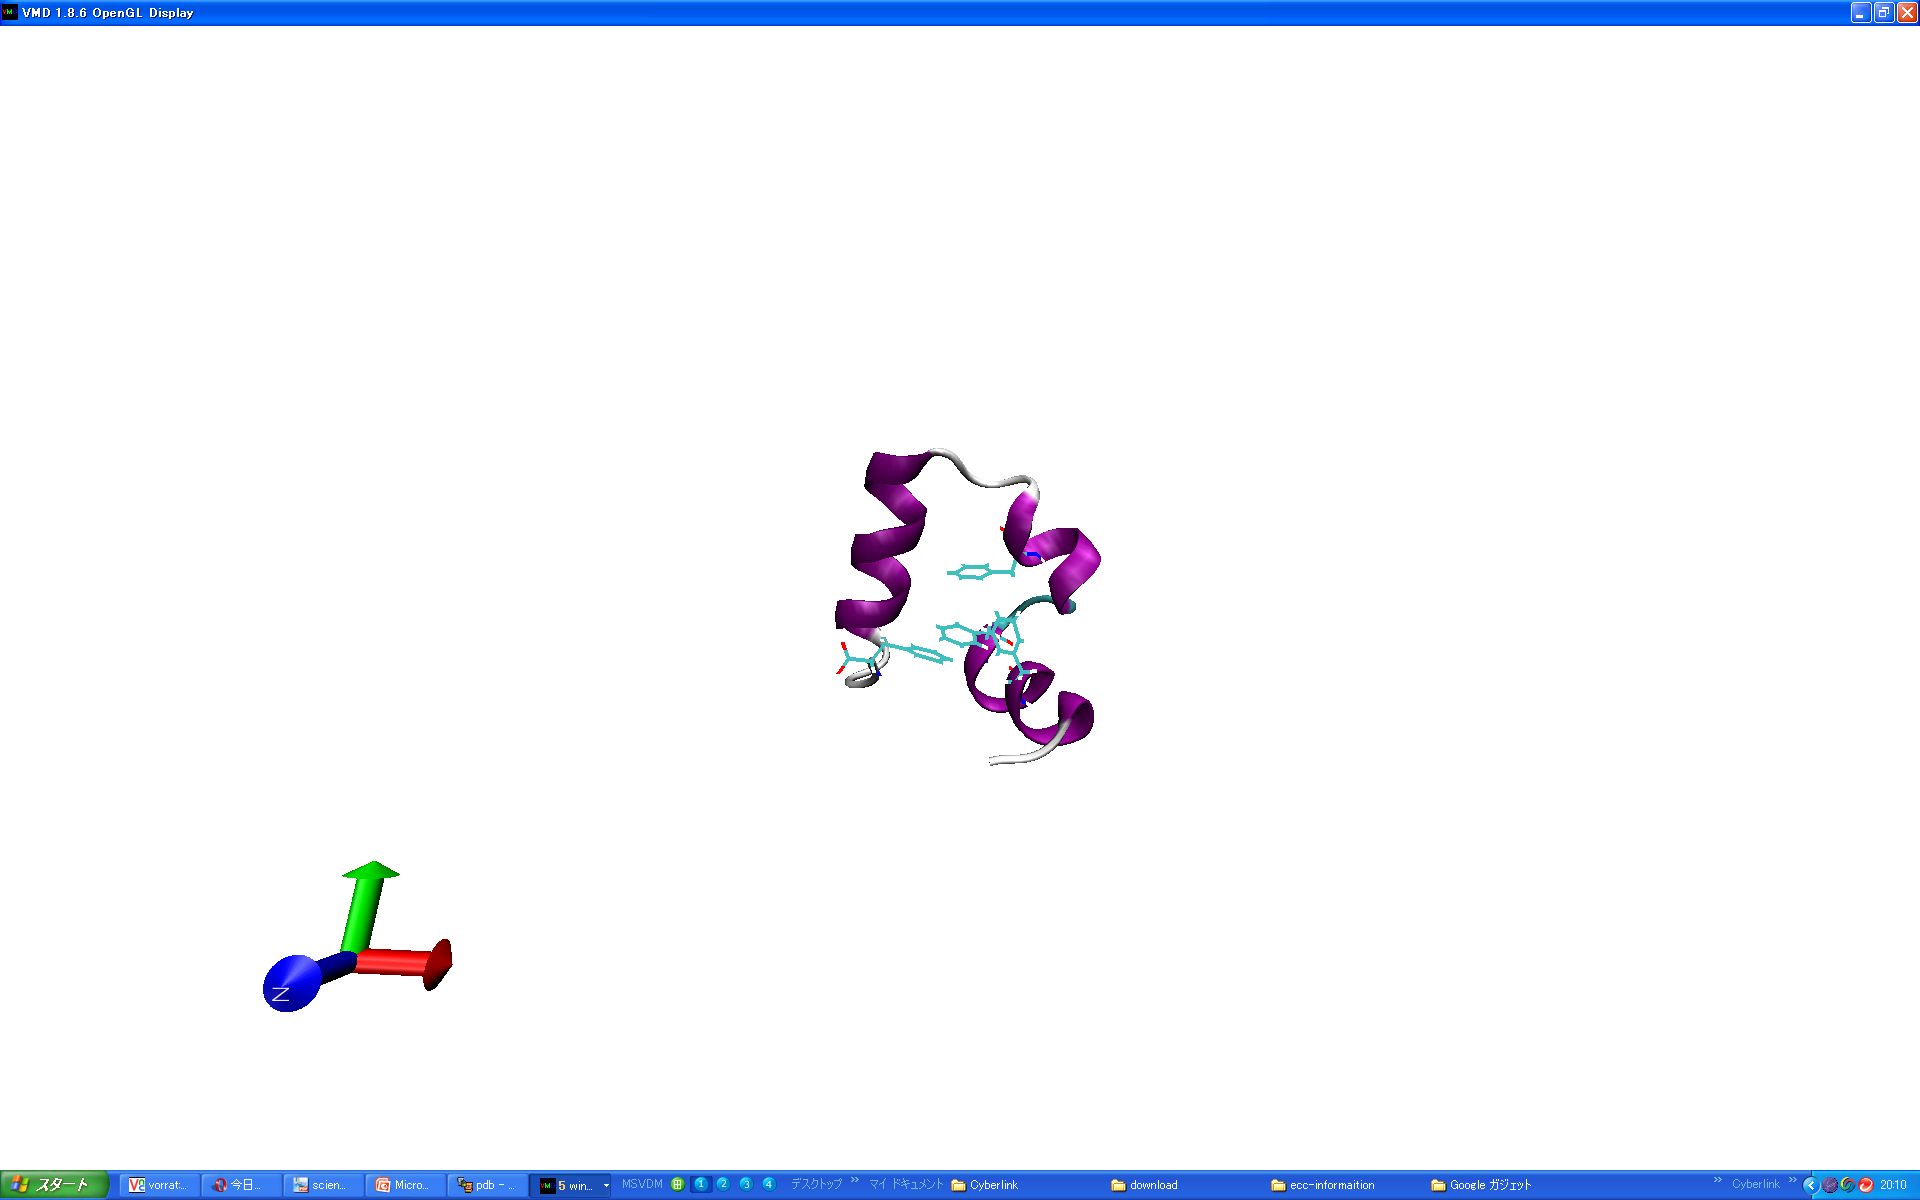 VMD 1.8.6 OpenGL Display
Z
スタート
vorrat...
今日...
scien...
Micro...
pdb - ...
5 win...
MSVDM
1
2
3
4
デスクトップ
マイ ドキュメント
Cyberlink
download
ecc-informaition
Google ガジェット
Cyberlink
20:10